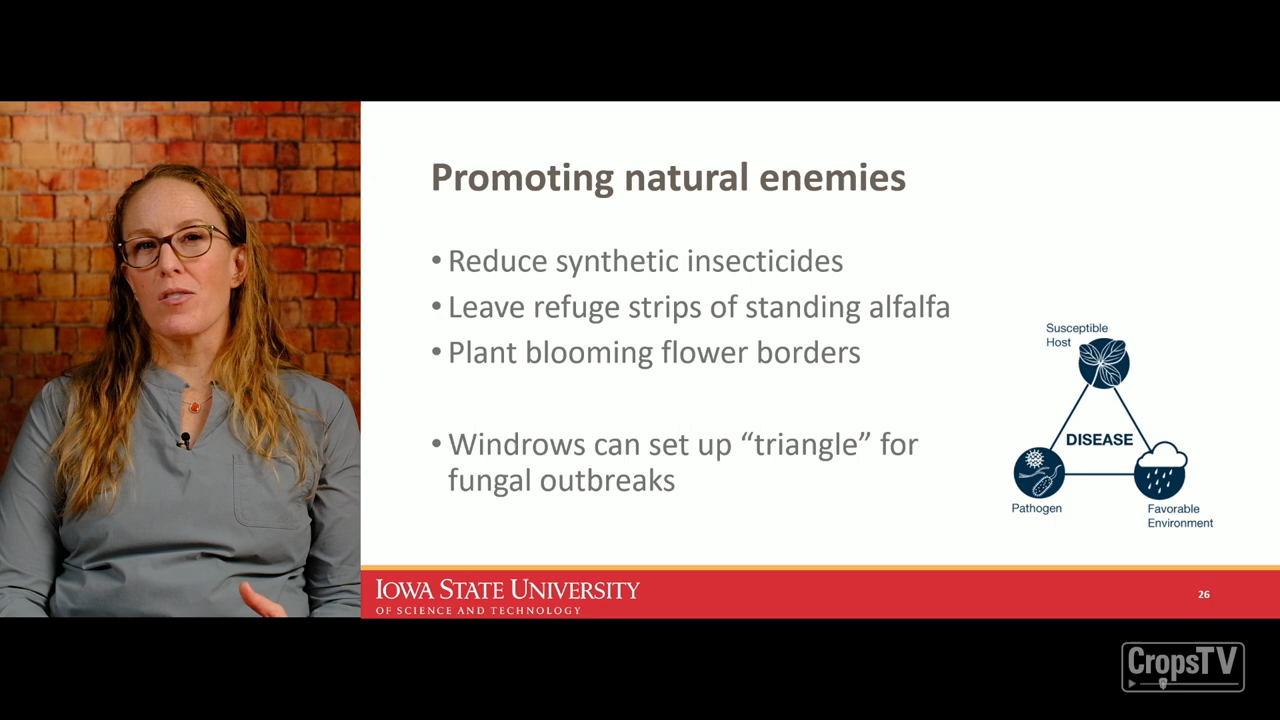 Promoting natural enemies
• Reduce synthetic insecticides
• Leave refuge strips of standing alfalfa
• Plant blooming flower borders
• Windrows can set up “triangle” for
fungal outbreaks
Susceptible
Host
DISEASE
Pathogen
Favorable
Environment
IOWA STATE UNIVERSITY
OF SCIENCE AND TECHNOLOGY
26
CropsTV